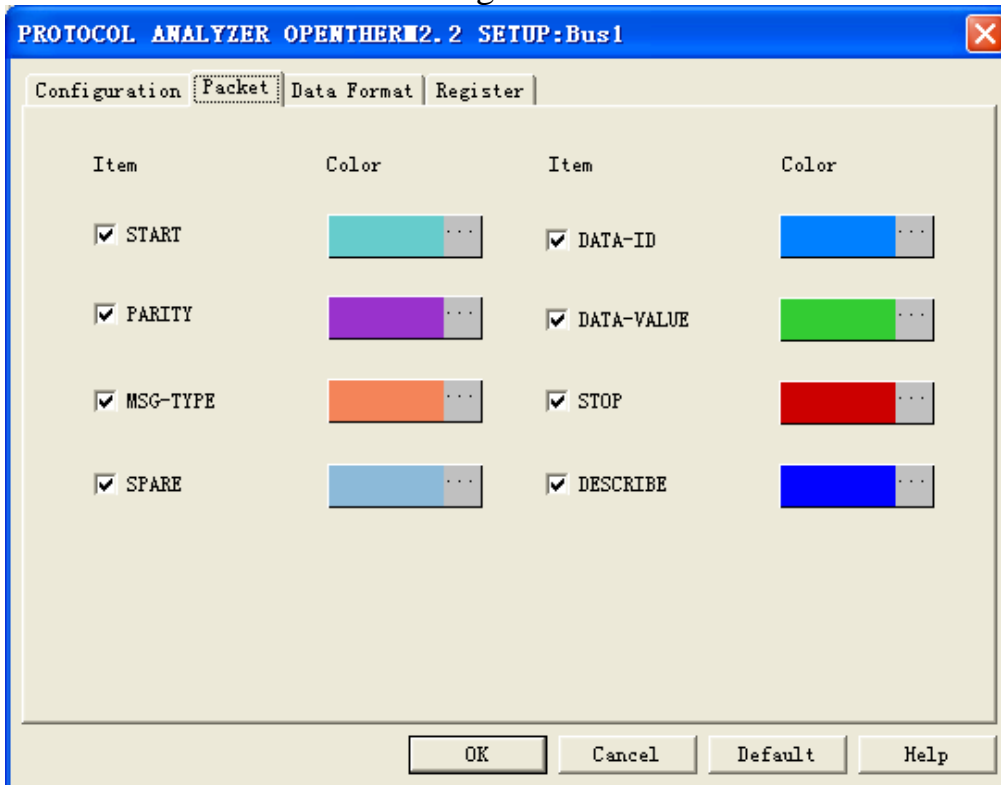 PROTOCOL ANALYZER OPENTHERM2.2 SETUP:Bus1
Configuration Packet Data Format Register
Item Color Item Color
START ... DATA-ID ...
PARITY ... DATA-VALUE ...
MSG-TYPE ... STOP ...
SPARE ... DESCRIBE ...
OK Cancel Default Help